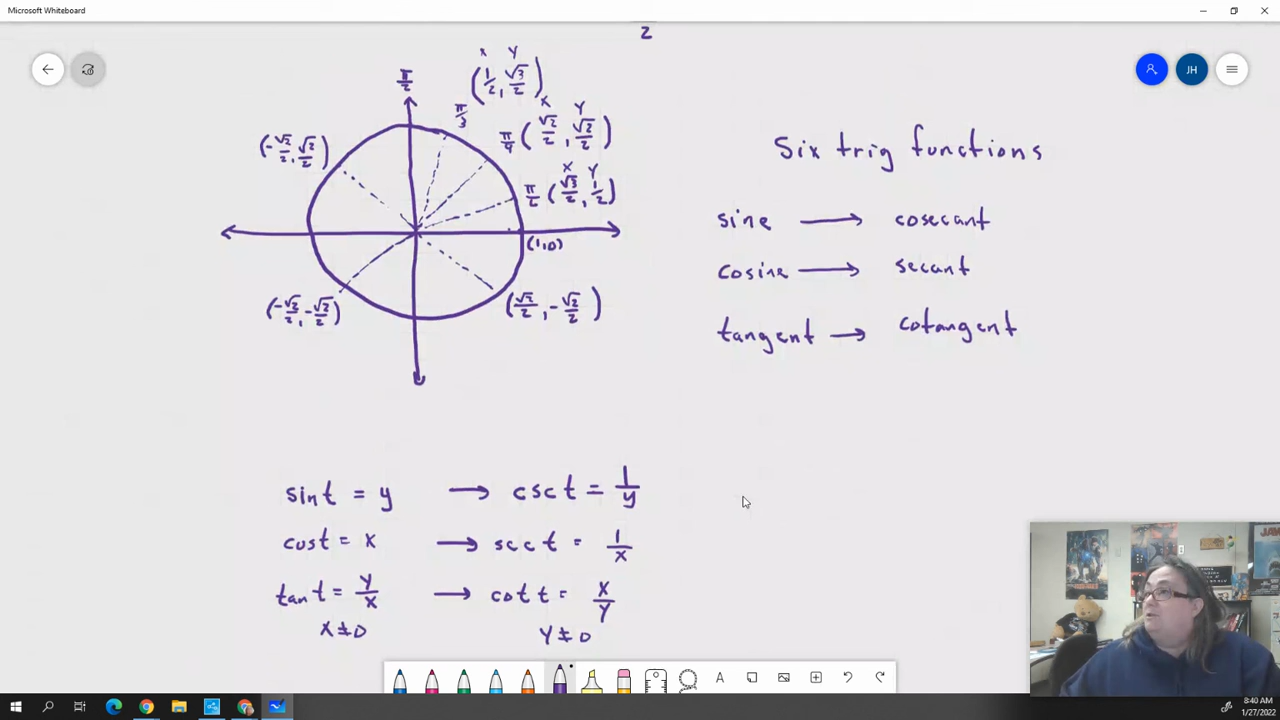 Microsoft Whiteboard
2
JH
π/2
x y
(1/2, √3/2)
π/3
x y
π/4 (√2/2, √2/2)
x y
π/2 (√3/2, 1/2)
(1,0)
(-√2/2, √2/2)
(-√2/2, -√2/2)
(√2/2, -√2/2)
Six trig functions
sine → cosecant
cosine → secant
tangent → cotangent
sin t = y → csc t = 1/y
cos t = x → sec t = 1/x
tan t = y/x → cot t = x/y
x ≠ 0 y ≠ 0
A
8:40 AM
1/27/2022